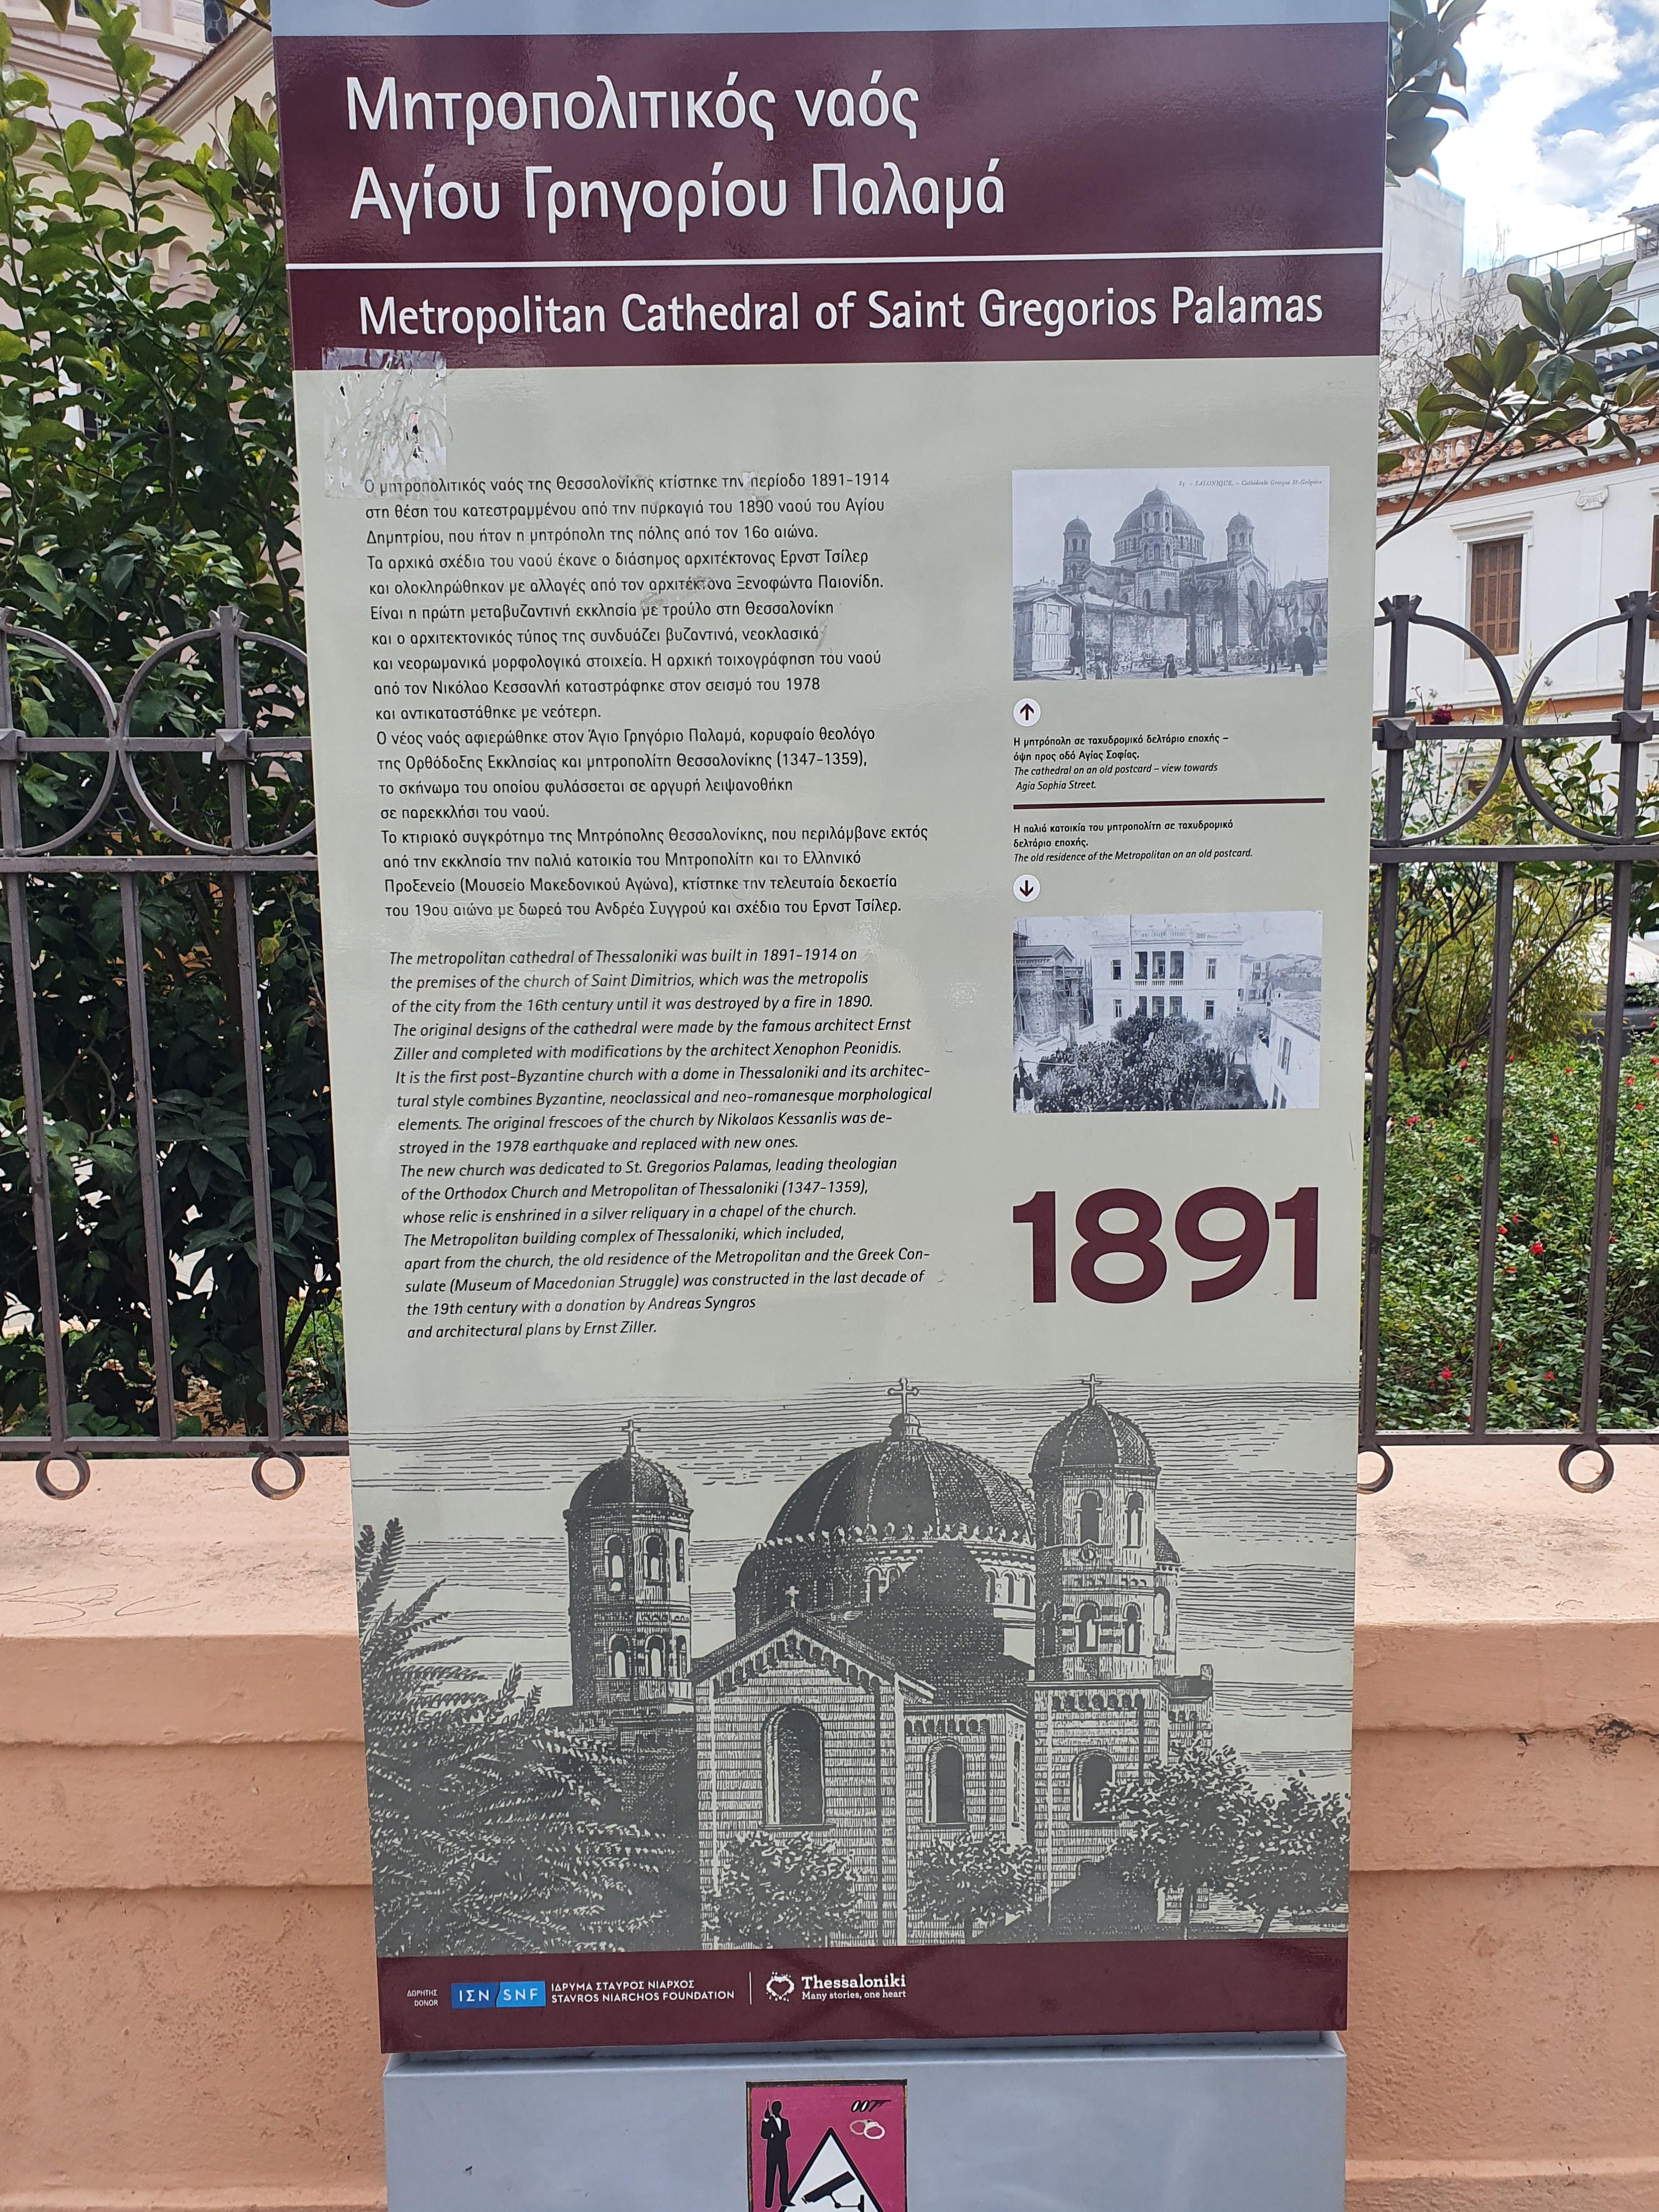 Μητροπολιτικός ναός
Αγίου Γρηγορίου Παλαμά
Metropolitan Cathedral of Saint Gregorios Palamas
Ο μητροπολιτικός ναός της Θεσσαλονίκης κτίστηκε την περίοδο 1891-1914
στη θέση του κατεστραμμένου από την πυρκαγιά του 1890 ναού του Αγίου
Δημητρίου, που ήταν η μητρόπολη της πόλης από τον 16ο αιώνα.
Τα αρχικά σχέδια του ναού έκανε ο διάσημος αρχιτέκτονας Ερνστ Τσίλερ
και ολοκληρώθηκαν με αλλαγές από τον αρχιτέκτονα Ξενοφώντα Παιονίδη.
Είναι η πρώτη μεταβυζαντινή εκκλησία με τρούλο στη Θεσσαλονίκη
και ο αρχιτεκτονικός τύπος της συνδυάζει βυζαντινά, νεοκλασικά
και νεορωμανικά μορφολογικά στοιχεία. Η αρχική τοιχογράφηση του ναού
από τον Νικόλαο Κεσσανλή καταστράφηκε στον σεισμό του 1978
και αντικαταστάθηκε με νεότερη.
Ο νέος ναός αφιερώθηκε στον Άγιο Γρηγόριο Παλαμά, κορυφαίο θεολόγο
της Ορθόδοξης Εκκλησίας και μητροπολίτη Θεσσαλονίκης (1347-1359),
το σκήνωμα του οποίου φυλάσσεται σε αργυρή λειψανοθήκη
σε παρεκκλήσι του ναού.
Το κτιριακό συγκρότημα της Μητρόπολης Θεσσαλονίκης, που περιλάμβανε εκτός
από την εκκλησία την παλιά κατοικία του Μητροπολίτη και το Ελληνικό
Προξενείο (Μουσείο Μακεδονικού Αγώνα), κτίστηκε την τελευταία δεκαετία
του 19ου αιώνα με δωρεά του Ανδρέα Συγγρού και σχέδια του Ερνστ Τσίλερ.
The metropolitan cathedral of Thessaloniki was built in 1891-1914 on
the premises of the church of Saint Dimitrios, which was the metropolis
of the city from the 16th century until it was destroyed by a fire in 1890.
The original designs of the cathedral were made by the famous architect Ernst
Ziller and completed with modifications by the architect Xenophon Peonidis.
It is the first post-Byzantine church with a dome in Thessaloniki and its architec-
tural style combines Byzantine, neoclassical and neo-romanesque morphological
elements. The original frescoes of the church by Nikolaos Kessanlis was de-
stroyed in the 1978 earthquake and replaced with new ones.
The new church was dedicated to St. Gregorios Palamas, leading theologian
of the Orthodox Church and Metropolitan of Thessaloniki (1347-1359),
whose relic is enshrined in a silver reliquary in a chapel of the church.
The Metropolitan building complex of Thessaloniki, which included,
apart from the church, the old residence of the Metropolitan and the Greek Con-
sulate (Museum of Macedonian Struggle) was constructed in the last decade of
the 19th century with a donation by Andreas Syngros
and architectural plans by Ernst Ziller.
85 - SALONIQUE. - Cathédrale Grecque St-Grégoire
Η μητρόπολη σε ταχυδρομικό δελτάριο εποχής –
όψη προς οδό Αγίας Σοφίας.
The cathedral on an old postcard – view towards
Agia Sophia Street.
Η παλιά κατοικία του μητροπολίτη σε ταχυδρομικό
δελτάριο εποχής.
The old residence of the Metropolitan on an old postcard.
1891
ΔΩΡΗΤΗΣ
DONOR
ΙΣΝ/SNF
ΙΔΡΥΜΑ ΣΤΑΥΡΟΣ ΝΙΑΡΧΟΣ
STAVROS NIARCHOS FOUNDATION
Thessaloniki
Many stories, one heart
007